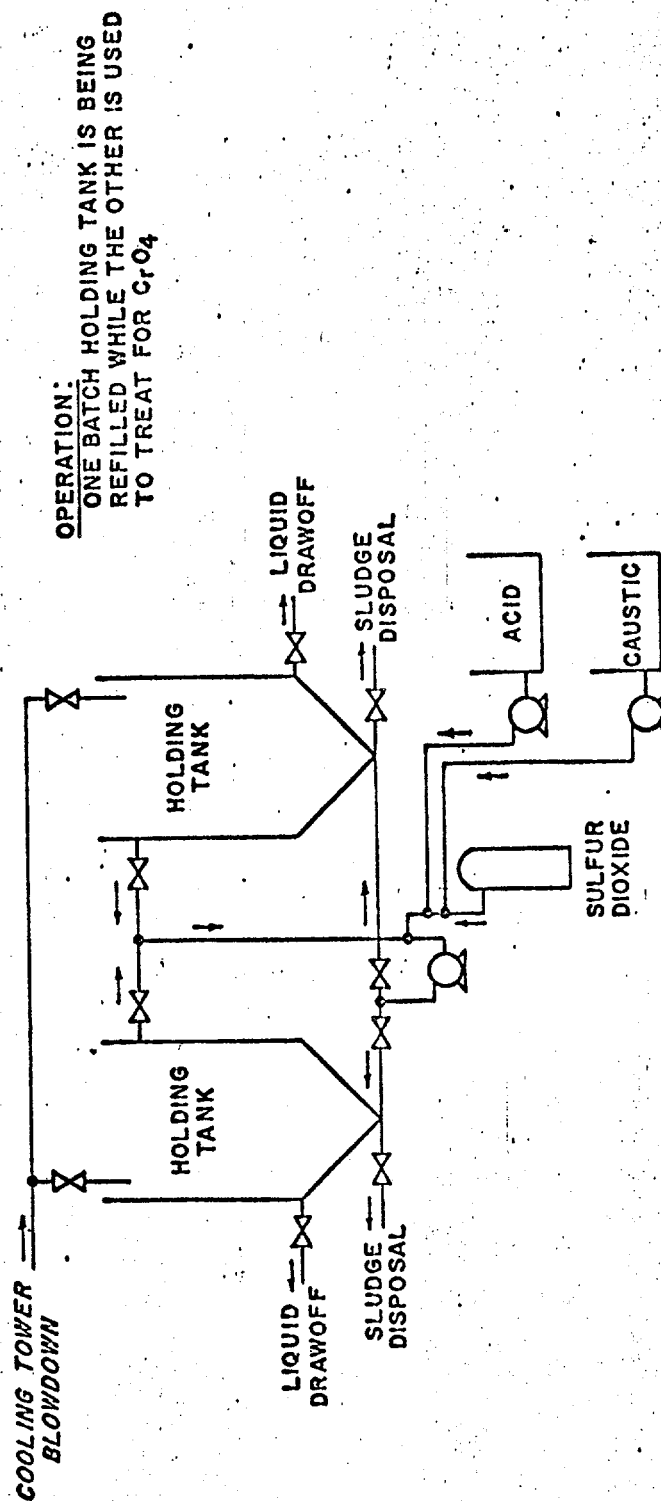 COOLING TOWER
BLOWDOWN
HOLDING
TANK
HOLDING
TANK
LIQUID
DRAWOFF
SLUDGE
DISPOSAL
LIQUID
DRAWOFF
SLUDGE
DISPOSAL
SULFUR
DIOXIDE
ACID
CAUSTIC
OPERATION:
ONE BATCH HOLDING TANK IS BEING
REFILLED WHILE THE OTHER IS USED
TO TREAT FOR CrO4